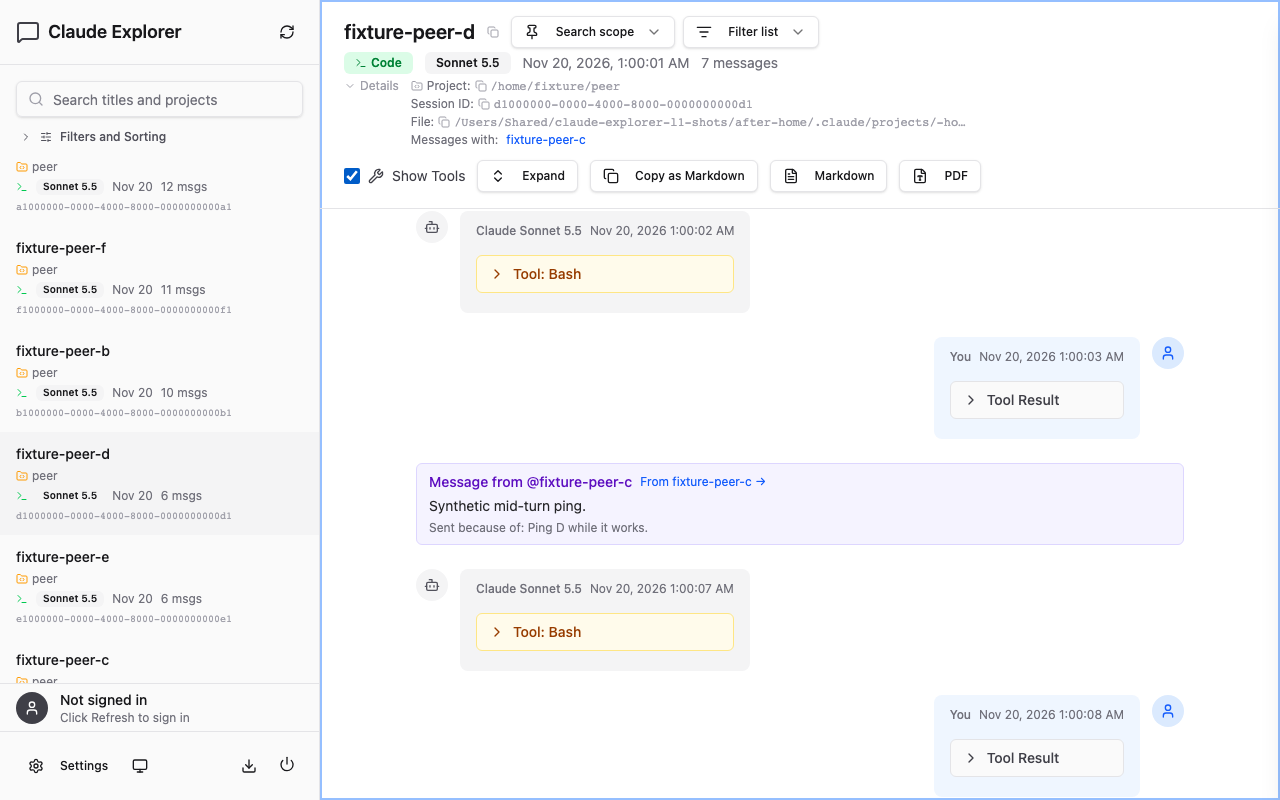 Claude Explorer
Search titles and projects
Filters and Sorting
peer
Sonnet 5.5 Nov 20 12 msgs
a1000000-0000-4000-8000-0000000000a1
fixture-peer-f
peer
Sonnet 5.5 Nov 20 11 msgs
f1000000-0000-4000-8000-0000000000f1
fixture-peer-b
peer
Sonnet 5.5 Nov 20 10 msgs
b1000000-0000-4000-8000-0000000000b1
fixture-peer-d
peer
Sonnet 5.5 Nov 20 6 msgs
d1000000-0000-4000-8000-0000000000d1
fixture-peer-e
peer
Sonnet 5.5 Nov 20 6 msgs
e1000000-0000-4000-8000-0000000000e1
fixture-peer-c
peer
Not signed in
Click Refresh to sign in
Settings
fixture-peer-d Search scope Filter list
Code Sonnet 5.5 Nov 20, 2026, 1:00:01 AM 7 messages
Details Project: /home/fixture/peer
Session ID: d1000000-0000-4000-8000-0000000000d1
File: /Users/Shared/claude-explorer-l1-shots/after-home/.claude/projects/-ho…
Messages with: fixture-peer-c
Show Tools Expand Copy as Markdown Markdown PDF
Claude Sonnet 5.5 Nov 20, 2026 1:00:02 AM
Tool: Bash
You Nov 20, 2026 1:00:03 AM
Tool Result
Message from @fixture-peer-c From fixture-peer-c →
Synthetic mid-turn ping.
Sent because of: Ping D while it works.
Claude Sonnet 5.5 Nov 20, 2026 1:00:07 AM
Tool: Bash
You Nov 20, 2026 1:00:08 AM
Tool Result